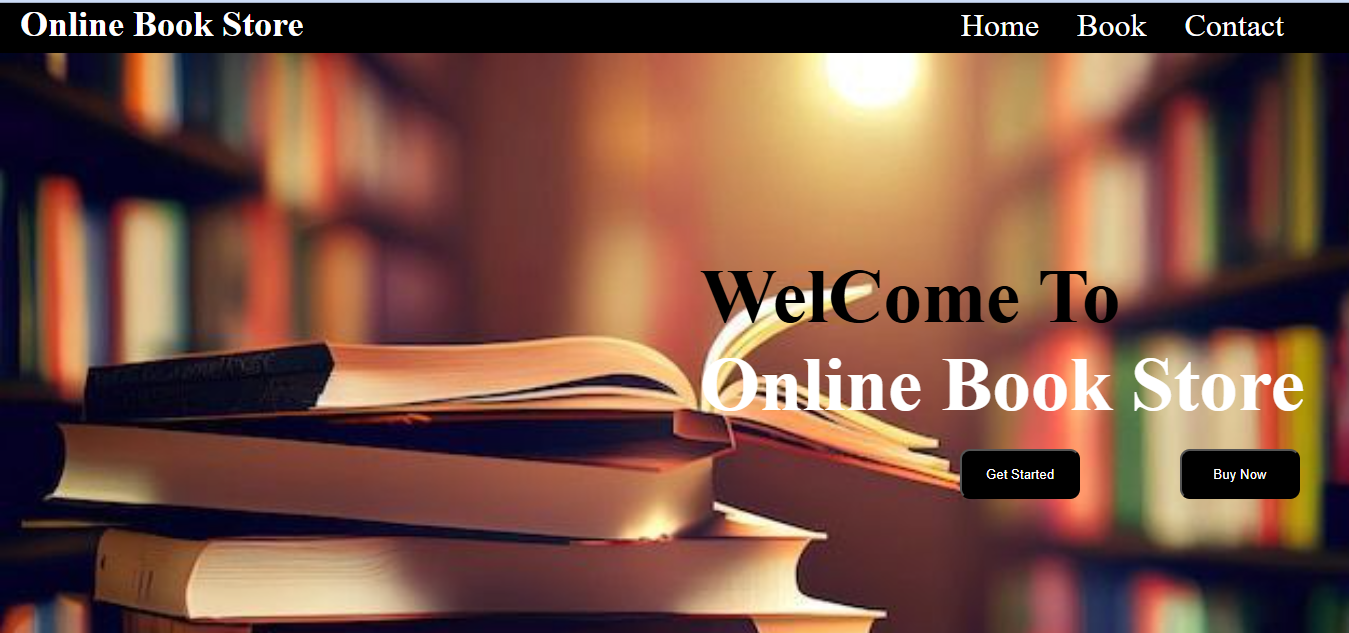 Online Book Store
Home Book Contact
WelCome To
Online Book Store
Get Started
Buy Now